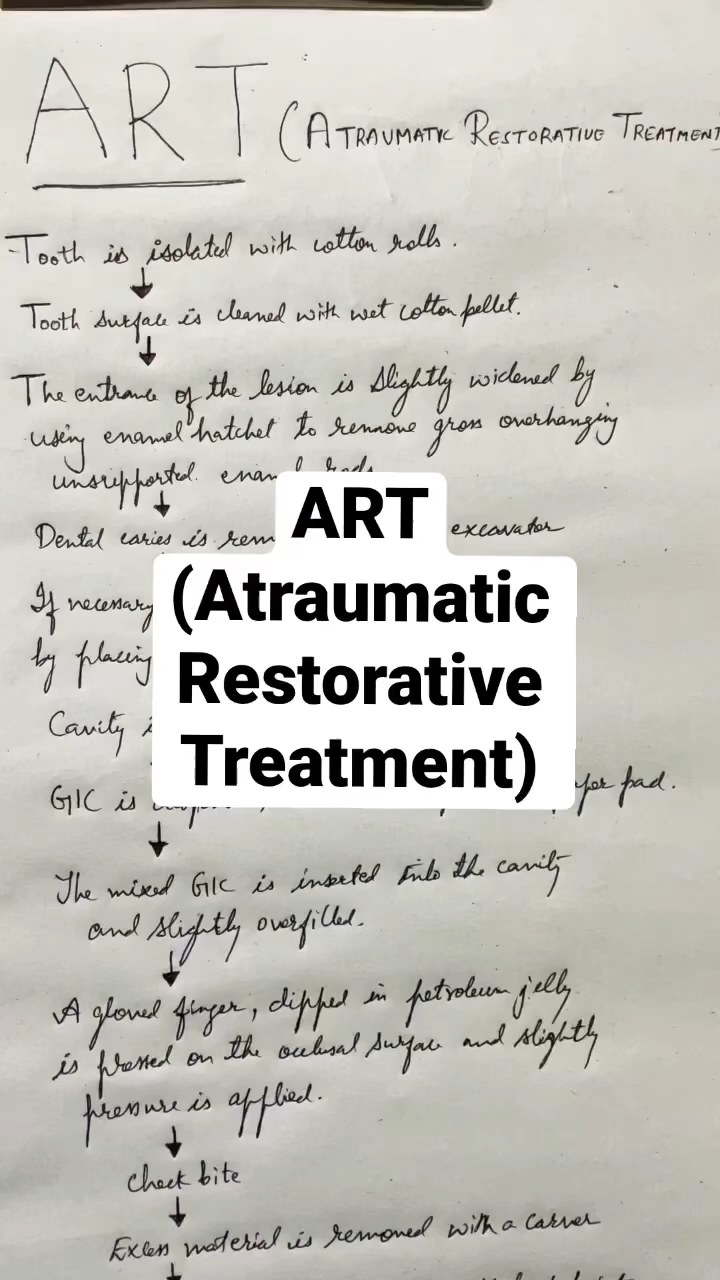 ART (ATRAUMATIC RESTORATIVE TREATMENT
Tooth is isolated with cotton rolls.
Tooth surface is cleaned with wet cotton pellet.
The entrance of the lesion is slightly widened by
using enamel hatchet to remove gross overhanging
unsupported enamel rods
Dental caries is excavator
If necessary
by placing
Cavity
GIC is pad.
ART
(Atraumatic
Restorative
Treatment)
The mixed GIC is inserted into the cavity
and slightly overfilled.
A gloved finger, dipped in petroleum jelly
is pressed on the occlusal surface and slightly
pressure is applied.
Check bite
Excess material is removed with a carver